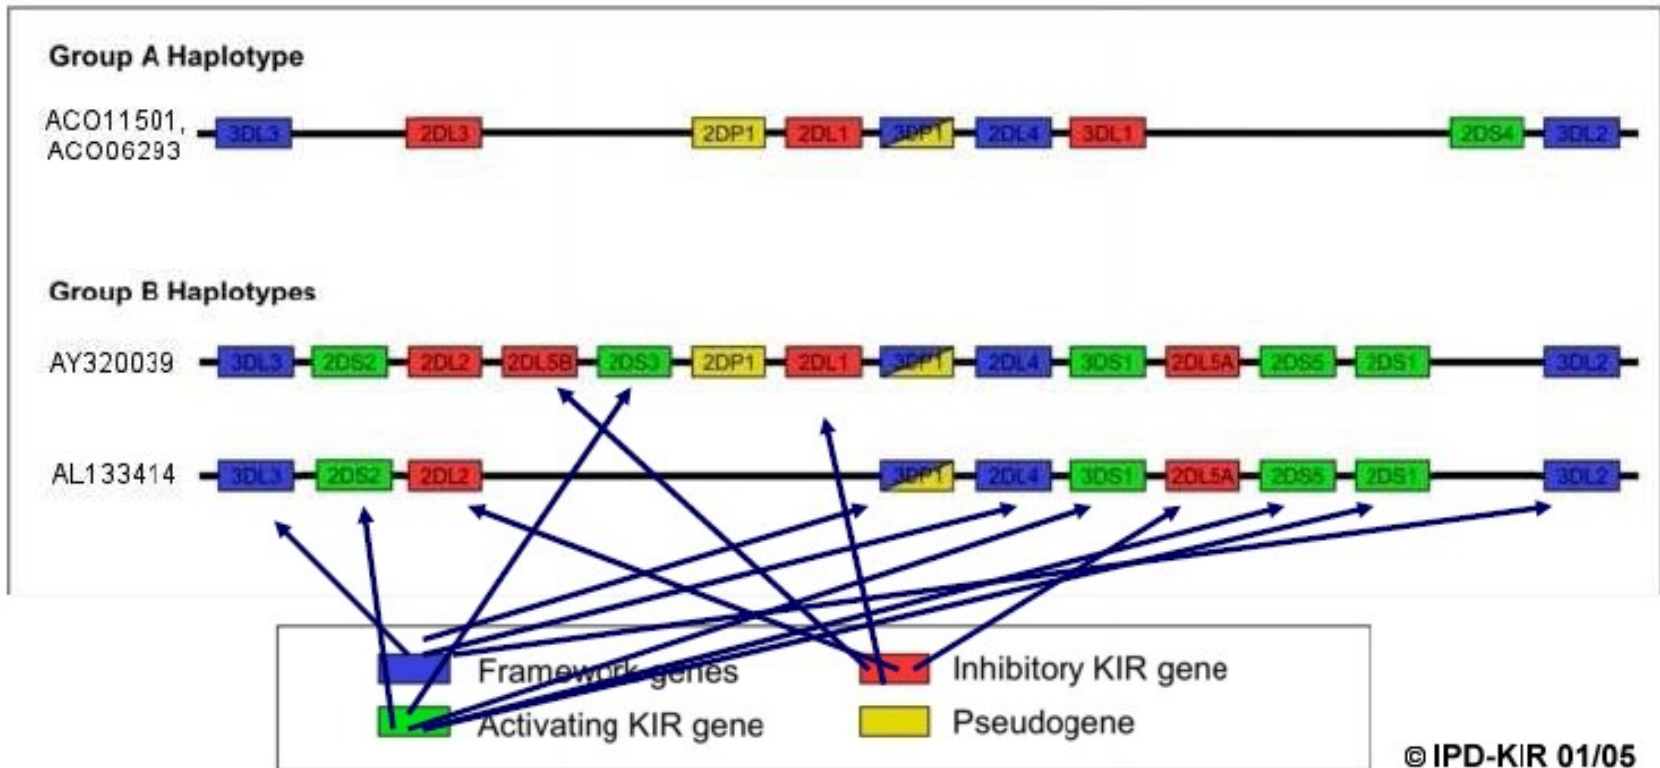 Group A Haplotype
ACO11501,
ACO06293
3DL3 2DL3 2DP1 2DL1 3DP1 2DL4 3DL1 2DS4 3DL2
Group B Haplotypes
AY320039 3DL3 2DS2 2DL2 2DL5B 2DS3 2DP1 2DL1 3DP1 2DL4 3DS1 2DL5A 2DS5 2DS1 3DL2
AL133414 3DL3 2DS2 2DL2 3DP1 2DL4 3DS1 2DL5A 2DS5 2DS1 3DL2
Framework genes Inhibitory KIR gene
Activating KIR gene Pseudogene
© IPD-KIR 01/05